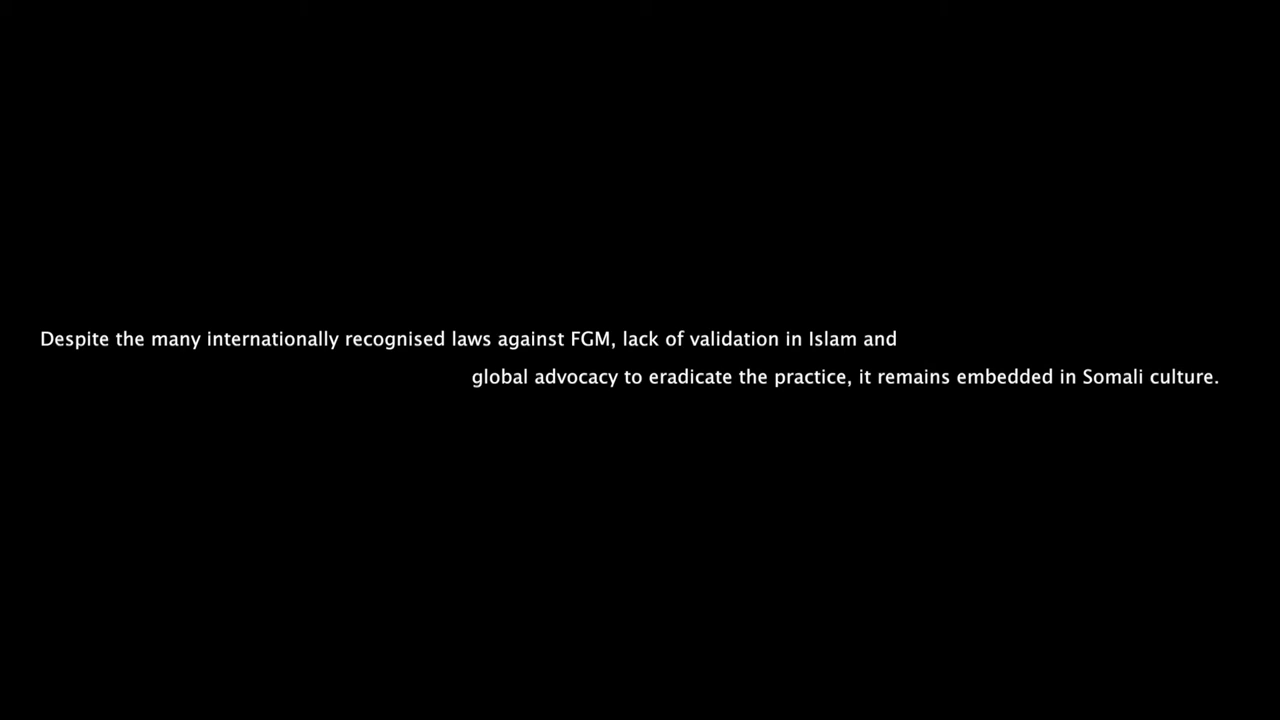 Despite the many internationally recognised laws against FGM, lack of validation in Islam and
global advocacy to eradicate the practice, it remains embedded in Somali culture.